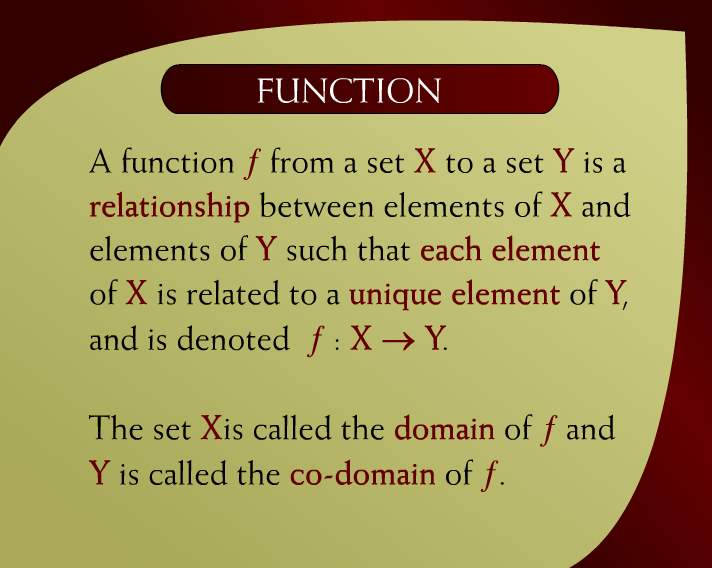 FUNCTION
A function f from a set X to a set Y is a
relationship between elements of X and
elements of Y such that each element
of X is related to a unique element of Y,
and is denoted f : X → Y.
The set Xis called the domain of f and
Y is called the co-domain of f.